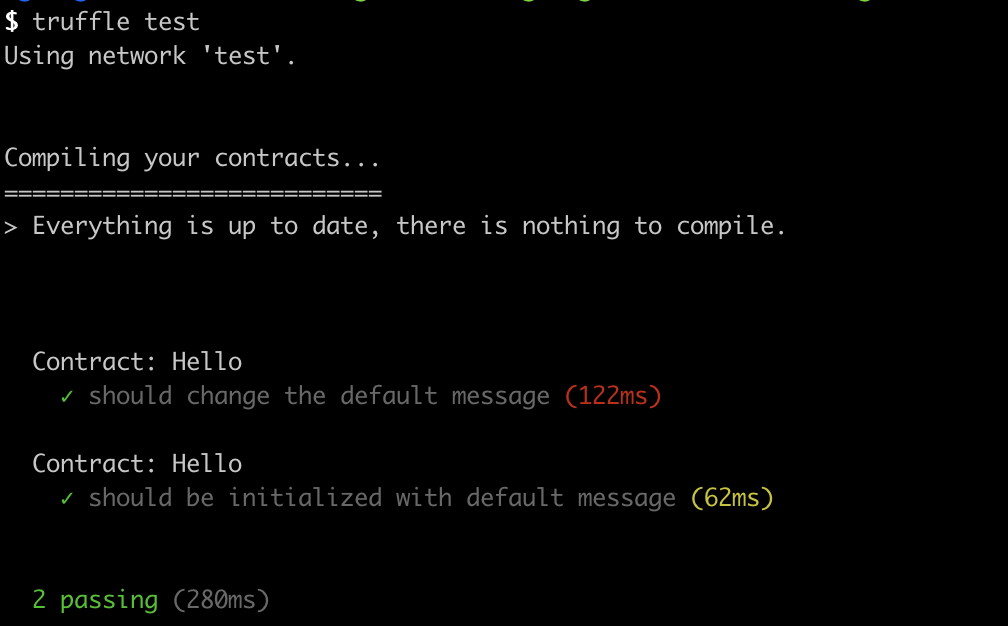 $ truffle test
Using network 'test'.
Compiling your contracts...
===========================
> Everything is up to date, there is nothing to compile.
Contract: Hello
✓ should change the default message (122ms)
Contract: Hello
✓ should be initialized with default message (62ms)
2 passing (280ms)